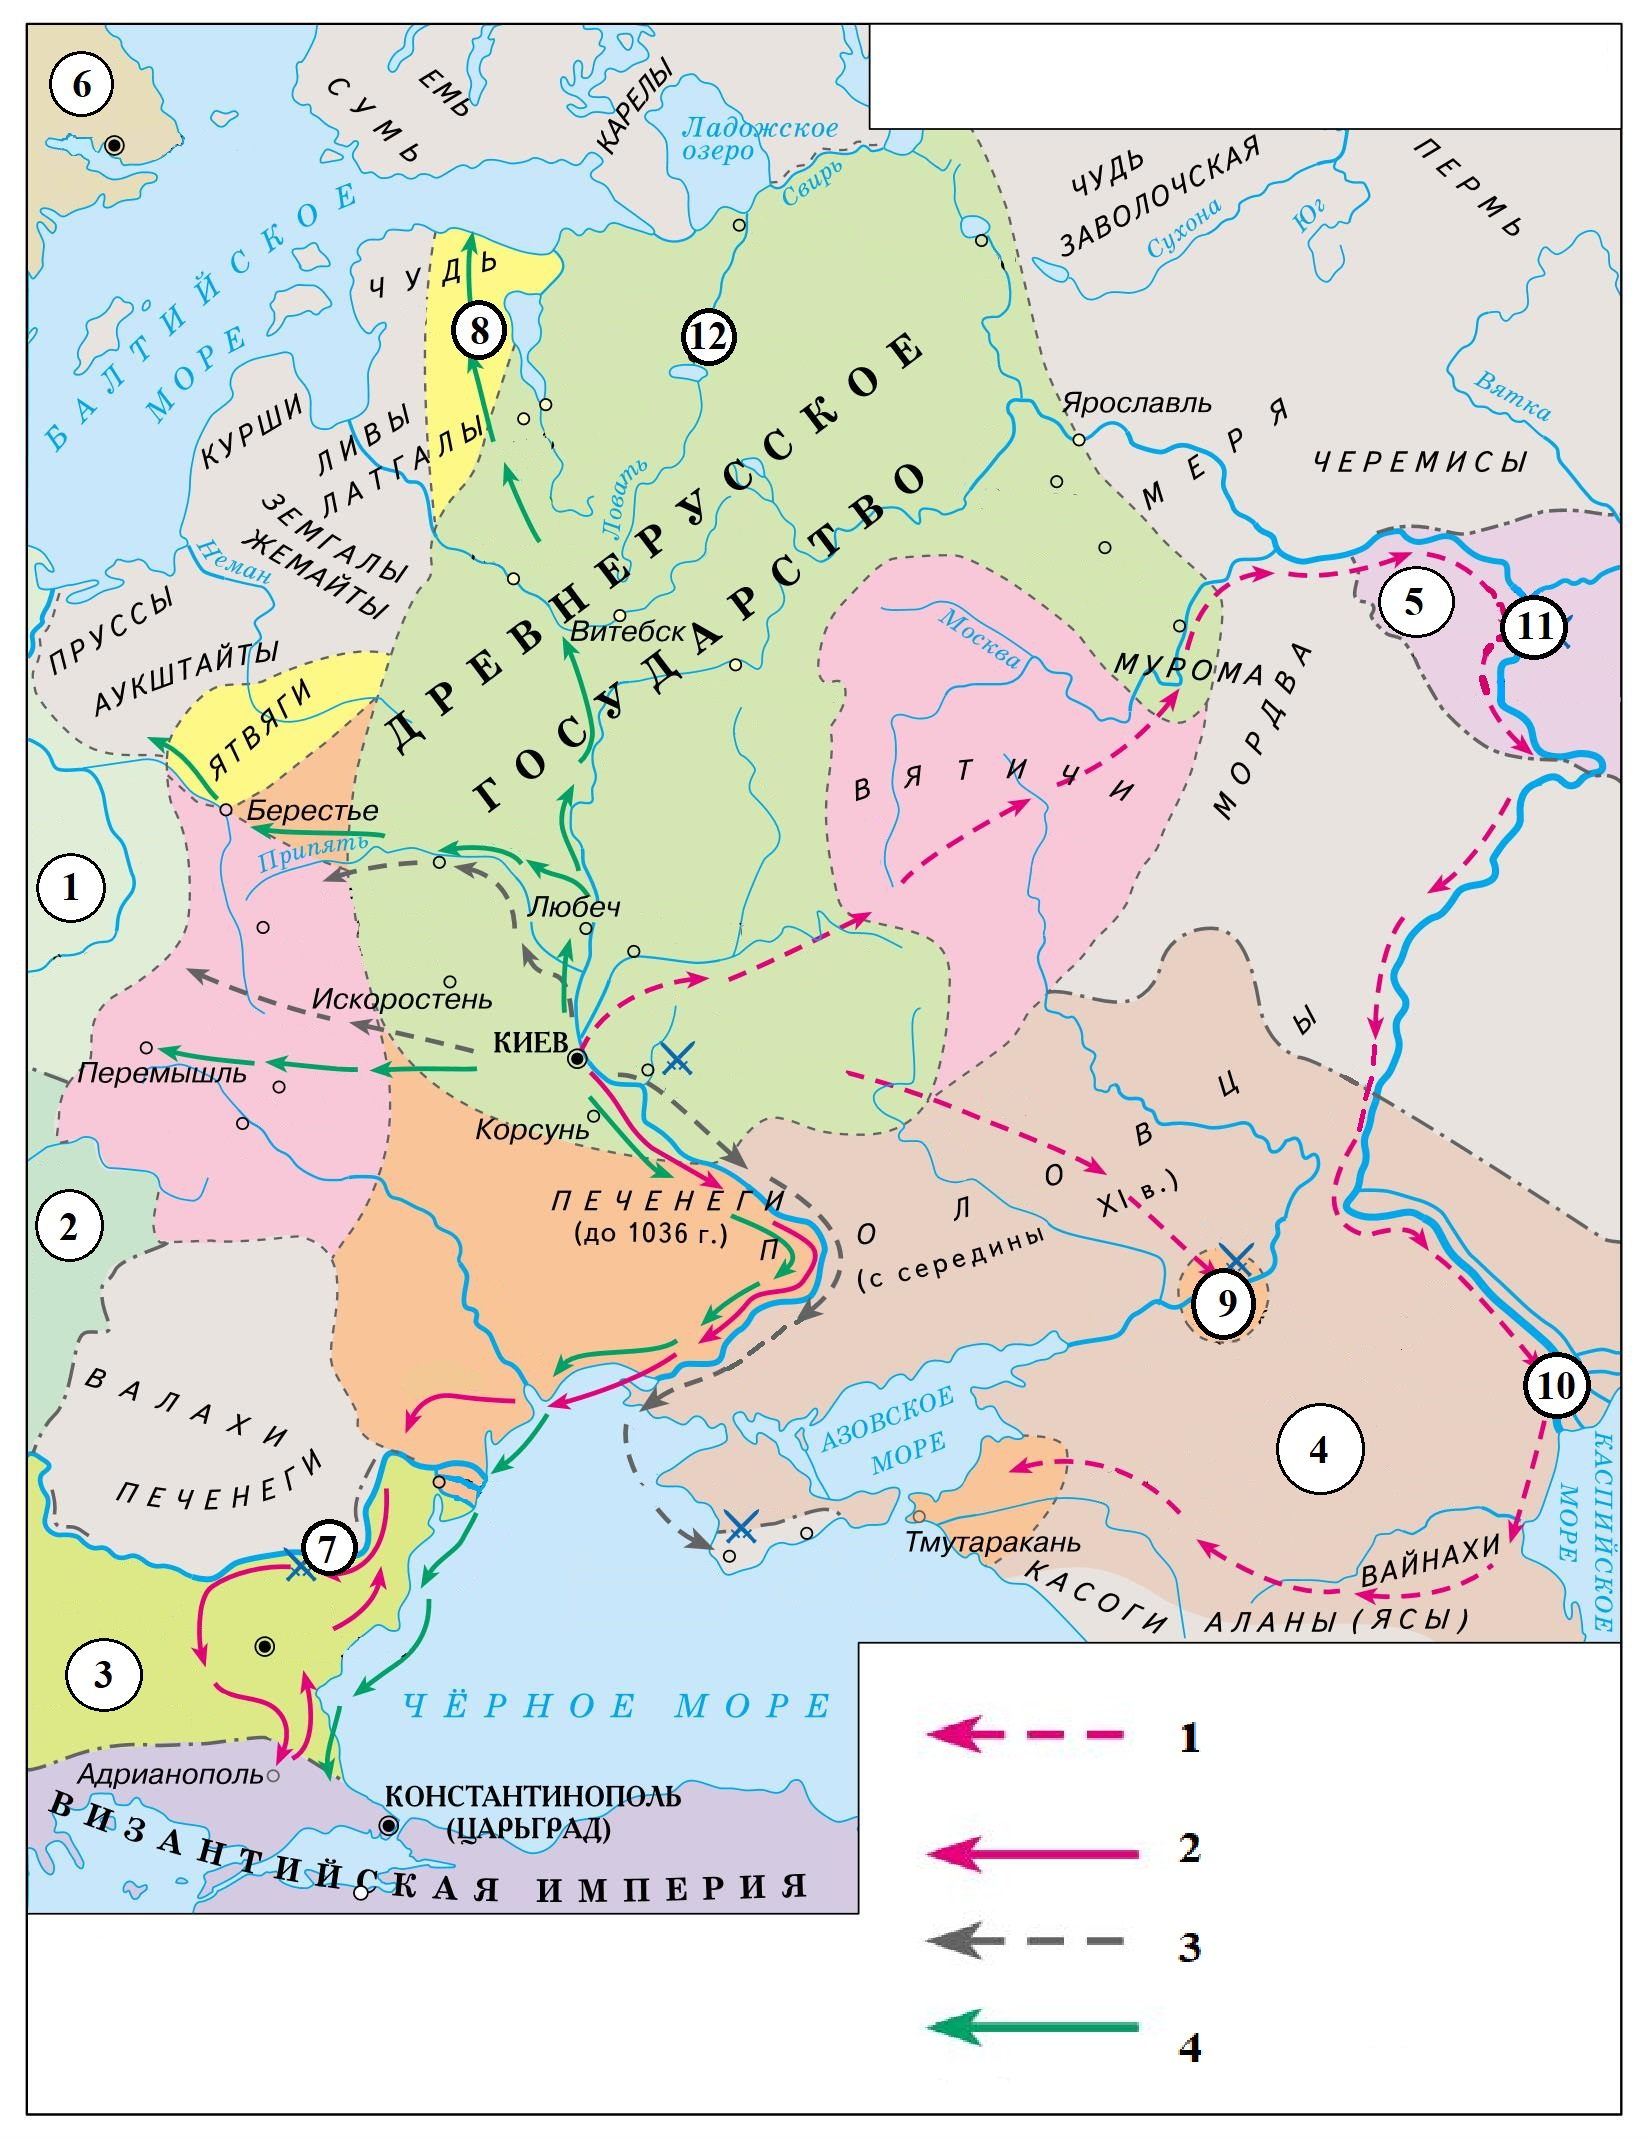 6
СУМЬ
ЕМЬ
КАРЕЛЫ
Ладожское
озеро
Свирь
ЧУДЬ
ЗАВОЛОЧСКАЯ
Сухона
Юг
ПЕРМЬ
БАЛТИЙСКОЕ
МОРЕ
ЧУДЬ
8
12
Вятка
КУРШИ
ЛИВЫ
ЛАТГАЛЫ
ЗЕМГАЛЫ
ЖЕМАЙТЫ
Ловать
Ярославль
МЕРЯ
ЧЕРЕМИСЫ
Неман
ПРУССЫ
АУКШТАЙТЫ
ЯТВЯГИ
ДРЕВНЕРУССКОЕ
ГОСУДАРСТВО
Витебск
Москва
МУРОМА
МОРДВА
5
11
ВЯТИЧИ
Берестье
Припять
1
Любеч
Искоростень
КИЕВ
Перемышль
Корсунь
2
ПЕЧЕНЕГИ
(до 1036 г.)
ПОЛОВЦЫ
(с середины
XI в.)
9
10
4
ВАЛАХИ
ПЕЧЕНЕГИ
7
АЗОВСКОЕ
МОРЕ
КАСПИЙСКОЕ
МОРЕ
Тмутаракань
КАСОГИ
ВАЙНАХИ
АЛАНЫ (ЯСЫ)
3
ЧЁРНОЕ МОРЕ
Адрианополь
КОНСТАНТИНОПОЛЬ
(ЦАРЬГРАД)
ВИЗАНТИЙСКАЯ ИМПЕРИЯ
1
2
3
4